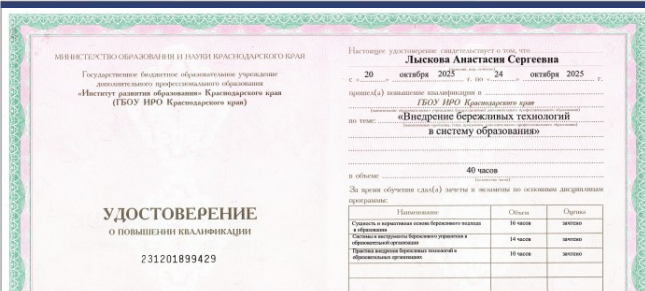 МИНИСТЕРСТВО ОБРАЗОВАНИЯ И НАУКИ КРАСНОДАРСКОГО КРАЯ
Государственное бюджетное образовательное учреждение
дополнительного профессионального образования
«Институт развития образования» Краснодарского края
(ГБОУ ИРО Краснодарского края)
УДОСТОВЕРЕНИЕ
О ПОВЫШЕНИИ КВАЛИФИКАЦИИ
231201899429
Настоящее удостоверение свидетельствует о том, что
Лыскова Анастасия Сергеевна
с « 20 октября 2025 г. по « 24 » октября 2025 г.
прошел(а) повышение квалификации в
ГБОУ ИРО Краснодарского края
по теме: «Внедрение бережливых технологий
в систему образования»
в объеме 40 часов
За время обучения сдал(а) зачеты и экзамены по основным дисциплинам
программы:
Наименование Объем Оценка
Сущность и нормативная основа бережливого подхода
в образовании 16 часов зачтено
Системы и инструменты бережливого управления в
образовательной организации 14 часов зачтено
Практика внедрения бережливых технологий в
образовательных организациях 10 часов зачтено